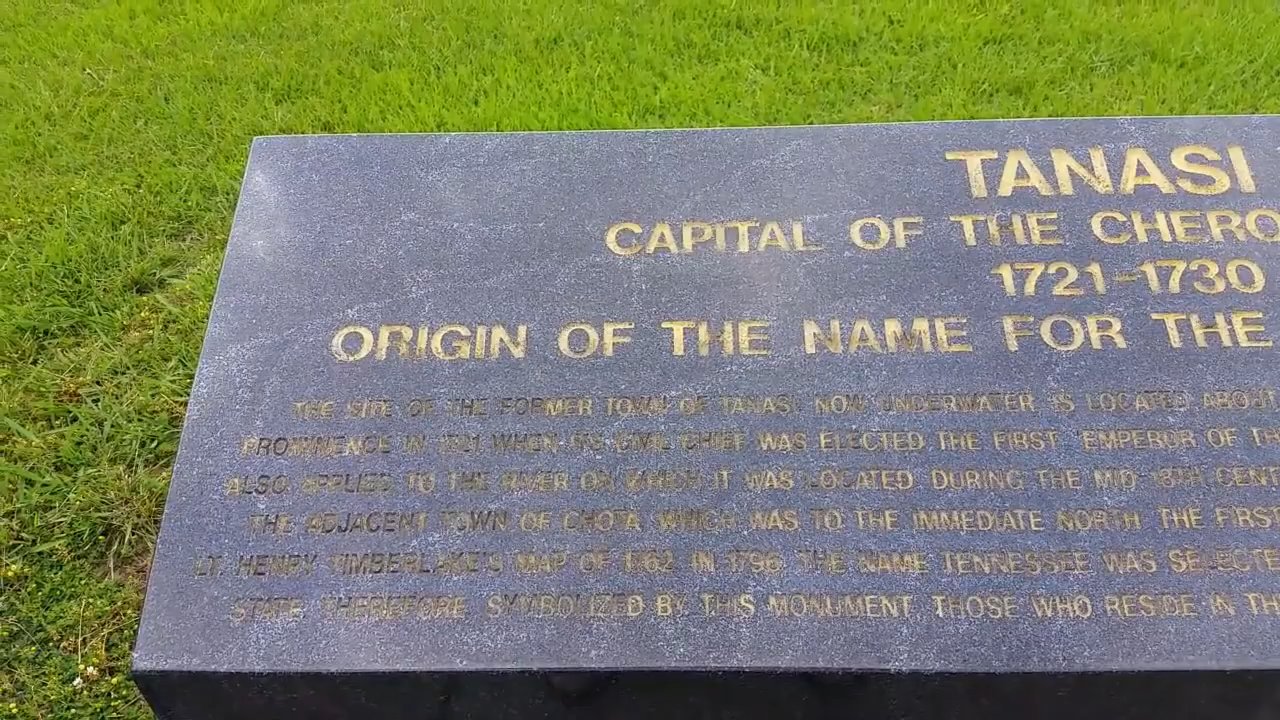 TANASI
CAPITAL OF THE CHERO
1721-1730
ORIGIN OF THE NAME FOR THE
THE SITE OF THE FORMER TOWN OF TANASI NOW UNDERWATER IS LOCATED ABOUT
PROMINENCE IN 1721 WHEN ITS CIVIL CHIEF WAS ELECTED THE FIRST "EMPEROR OF TH
ALSO APPLIED TO THE RIVER ON WHICH IT WAS LOCATED DURING THE MID 18TH CENT
THE ADJACENT TOWN OF CHOTA WHICH WAS TO THE IMMEDIATE NORTH THE FIRST
LT. HENRY TIMBERLAKE'S MAP OF 1762 IN 1796 THE NAME TENNESSEE WAS SELECTE
STATE THEREFORE SYMBOLIZED BY THIS MONUMENT THOSE WHO RESIDE IN TH